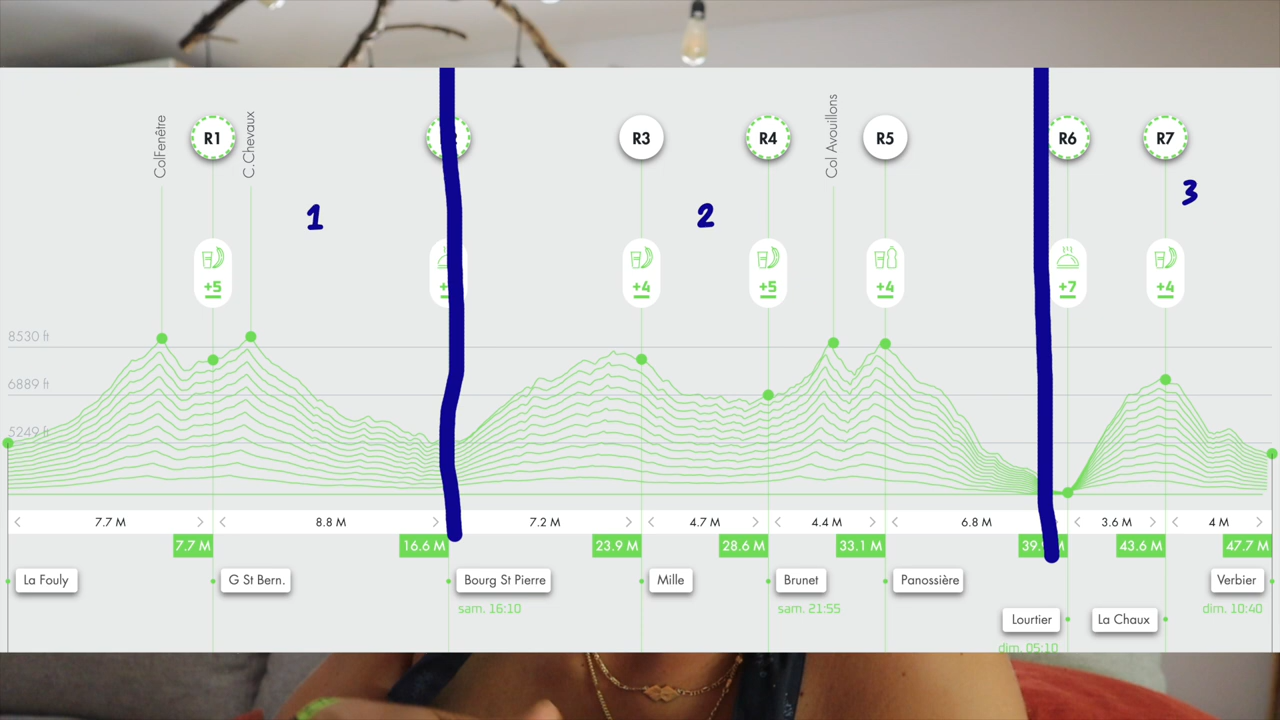 ColFenêtre
R1
C. Chevaux
R3
R4
Col Avouillons
R5
R6
R7
1
2
3
+5
+4
+5
+4
+7
+4
8530 ft
6889 ft
5249 ft
7.7 M
8.8 M
7.2 M
4.7 M
4.4 M
6.8 M
3.6 M
4 M
7.7 M
16.6 M
23.9 M
28.6 M
33.1 M
43.6 M
47.7 M
La Fouly
G St Bern.
Bourg St Pierre
Mille
Brunet
Panossière
Verbier
sam. 16:10
sam. 21:55
dim. 10:40
Lourtier
La Chaux
dim. 05:10